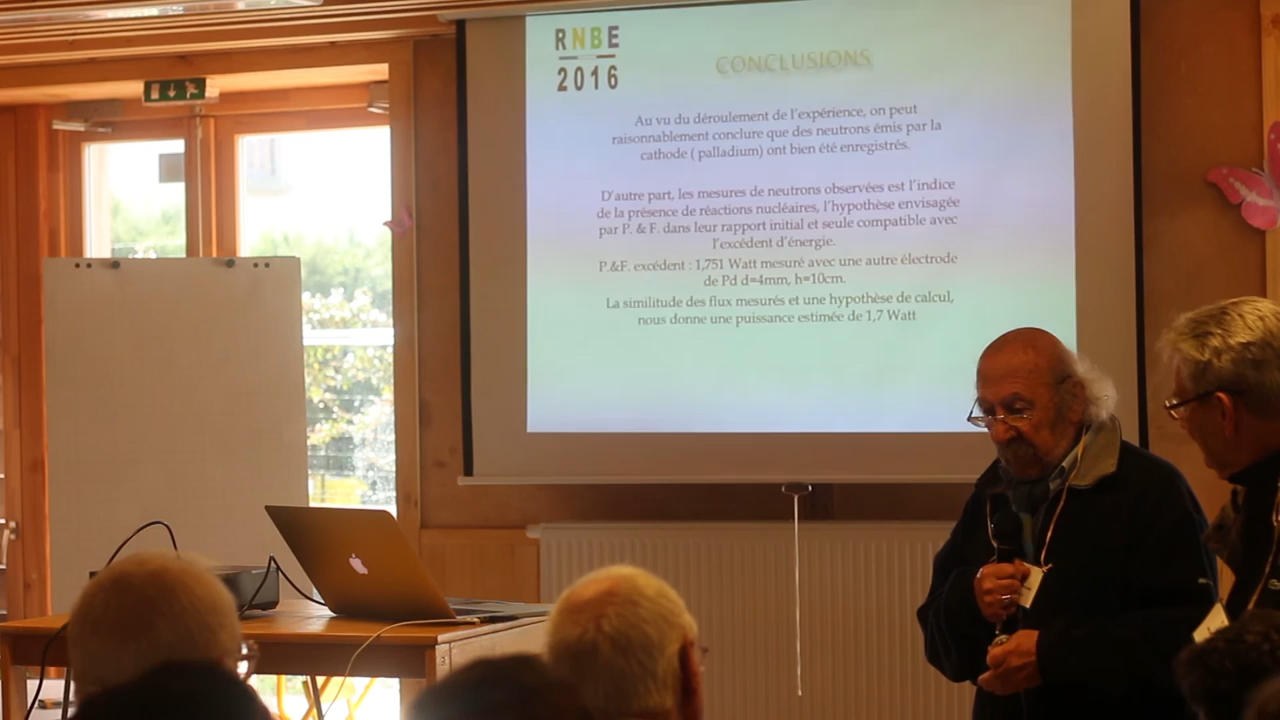 RNBE
2016
CONCLUSIONS
Au vu du déroulement de l'expérience, on peut
raisonnablement conclure que des neutrons émis par la
cathode ( palladium) ont bien été enregistrés.
D'autre part, les mesures de neutrons observées est l'indice
de la présence de réactions nucléaires, l'hypothèse envisagée
par P. & F. dans leur rapport initial et seule compatible avec
l'excédent d'énergie.
P.&F. excédent : 1,751 Watt mesuré avec une autre électrode
de Pd d=4mm, h=10cm.
La similitude des flux mesurés et une hypothèse de calcul,
nous donne une puissance estimée de 1,7 Watt